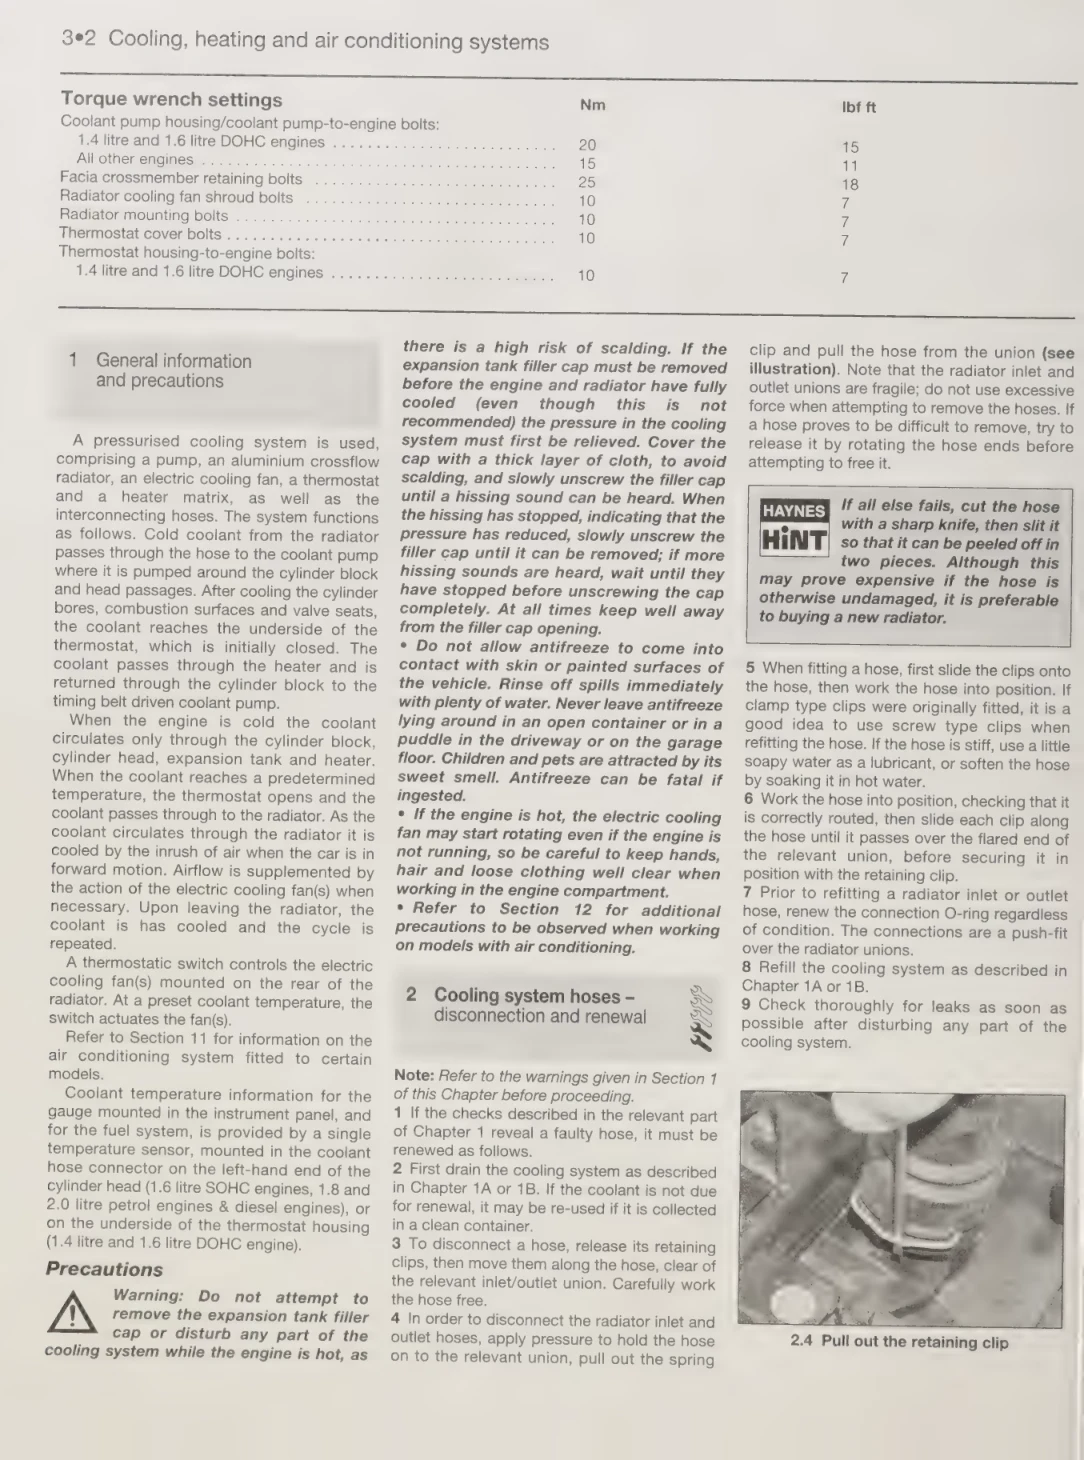 3•2 Cooling, heating and air conditioning systems
Torque wrench settings Nm lbf ft
Coolant pump housing/coolant pump-to-engine bolts:
1.4 litre and 1.6 litre DOHC engines 20 15
All other engines 15 11
Facia crossmember retaining bolts 25 18
Radiator cooling fan shroud bolts 10 7
Radiator mounting bolts 10 7
Thermostat cover bolts 10 7
Thermostat housing-to-engine bolts:
1.4 litre and 1.6 litre DOHC engines 10 7
1 General information
and precautions
A pressurised cooling system is used,
comprising a pump, an aluminium crossflow
radiator, an electric cooling fan, a thermostat
and a heater matrix, as well as the
interconnecting hoses. The system functions
as follows. Cold coolant from the radiator
passes through the hose to the coolant pump
where it is pumped around the cylinder block
and head passages. After cooling the cylinder
bores, combustion surfaces and valve seats,
the coolant reaches the underside of the
thermostat, which is initially closed. The
coolant passes through the heater and is
returned through the cylinder block to the
timing belt driven coolant pump.
When the engine is cold the coolant
circulates only through the cylinder block,
cylinder head, expansion tank and heater.
When the coolant reaches a predetermined
temperature, the thermostat opens and the
coolant passes through to the radiator. As the
coolant circulates through the radiator it is
cooled by the inrush of air when the car is in
forward motion. Airflow is supplemented by
the action of the electric cooling fan(s) when
necessary. Upon leaving the radiator, the
coolant is has cooled and the cycle is
repeated.
A thermostatic switch controls the electric
cooling fan(s) mounted on the rear of the
radiator. At a preset coolant temperature, the
switch actuates the fan(s).
Refer to Section 11 for information on the
air conditioning system fitted to certain
models.
Coolant temperature information for the
gauge mounted in the instrument panel, and
for the fuel system, is provided by a single
temperature sensor, mounted in the coolant
hose connector on the left-hand end of the
cylinder head (1.6 litre SOHC engines, 1.8 and
2.0 litre petrol engines & diesel engines), or
on the underside of the thermostat housing
(1.4 litre and 1.6 litre DOHC engine).
Precautions
Warning: Do not attempt to
remove the expansion tank filler
cap or disturb any part of the
cooling system while the engine is hot, as
there is a high risk of scalding. If the
expansion tank filler cap must be removed
before the engine and radiator have fully
cooled (even though this is not
recommended) the pressure in the cooling
system must first be relieved. Cover the
cap with a thick layer of cloth, to avoid
scalding, and slowly unscrew the filler cap
until a hissing sound can be heard. When
the hissing has stopped, indicating that the
pressure has reduced, slowly unscrew the
filler cap until it can be removed; if more
hissing sounds are heard, wait until they
have stopped before unscrewing the cap
completely. At all times keep well away
from the filler cap opening.
• Do not allow antifreeze to come into
contact with skin or painted surfaces of
the vehicle. Rinse off spills immediately
with plenty of water. Never leave antifreeze
lying around in an open container or in a
puddle in the driveway or on the garage
floor. Children and pets are attracted by its
sweet smell. Antifreeze can be fatal if
ingested.
• If the engine is hot, the electric cooling
fan may start rotating even if the engine is
not running, so be careful to keep hands,
hair and loose clothing well clear when
working in the engine compartment.
• Refer to Section 12 for additional
precautions to be observed when working
on models with air conditioning.
2 Cooling system hoses –
disconnection and renewal
Note: Refer to the warnings given in Section 1
of this Chapter before proceeding.
1 If the checks described in the relevant part
of Chapter 1 reveal a faulty hose, it must be
renewed as follows.
2 First drain the cooling system as described
in Chapter 1A or 1B. If the coolant is not due
for renewal, it may be re-used if it is collected
in a clean container.
3 To disconnect a hose, release its retaining
clips, then move them along the hose, clear of
the relevant inlet/outlet union. Carefully work
the hose free.
4 In order to disconnect the radiator inlet and
outlet hoses, apply pressure to hold the hose
on to the relevant union, pull out the spring
clip and pull the hose from the union (see
illustration). Note that the radiator inlet and
outlet unions are fragile; do not use excessive
force when attempting to remove the hoses. If
a hose proves to be difficult to remove, try to
release it by rotating the hose ends before
attempting to free it.
HAYNES
HiNT
If all else fails, cut the hose
with a sharp knife, then slit it
so that it can be peeled off in
two pieces. Although this
may prove expensive if the hose is
otherwise undamaged, it is preferable
to buying a new radiator.
5 When fitting a hose, first slide the clips onto
the hose, then work the hose into position. If
clamp type clips were originally fitted, it is a
good idea to use screw type clips when
refitting the hose. If the hose is stiff, use a little
soapy water as a lubricant, or soften the hose
by soaking it in hot water.
6 Work the hose into position, checking that it
is correctly routed, then slide each clip along
the hose until it passes over the flared end of
the relevant union, before securing it in
position with the retaining clip.
7 Prior to refitting a radiator inlet or outlet
hose, renew the connection O-ring regardless
of condition. The connections are a push-fit
over the radiator unions.
8 Refill the cooling system as described in
Chapter 1A or 1B.
9 Check thoroughly for leaks as soon as
possible after disturbing any part of the
cooling system.
2.4 Pull out the retaining clip